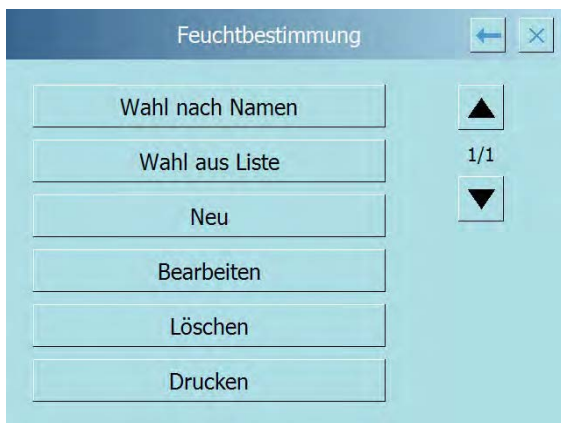 Feuchtbestimmung
Wahl nach Namen
Wahl aus Liste
1/1
Neu
Bearbeiten
Löschen
Drucken